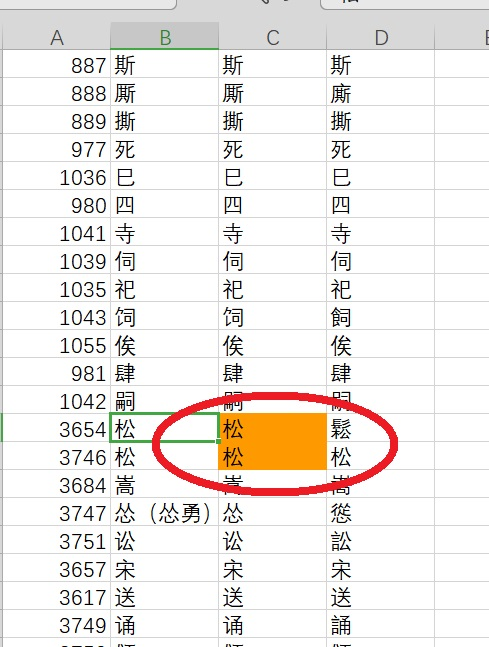 A B C D
887 斯 斯 斯
888 厮 厮 廝
889 撕 撕 撕
977 死 死 死
1036 巳 巳 巳
980 四 四 四
1041 寺 寺 寺
1039 伺 伺 伺
1035 祀 祀 祀
1043 饲 饲 飼
1055 俟 俟 俟
981 肆 肆 肆
1042 嗣 嗣 嗣
3654 松 松 鬆
3746 松 松 松
3684 嵩 嵩 嵩
3747 怂（怂勇） 怂 慫
3751 讼 讼 訟
3657 宋 宋 宋
3617 送 送 送
3749 诵 诵 誦